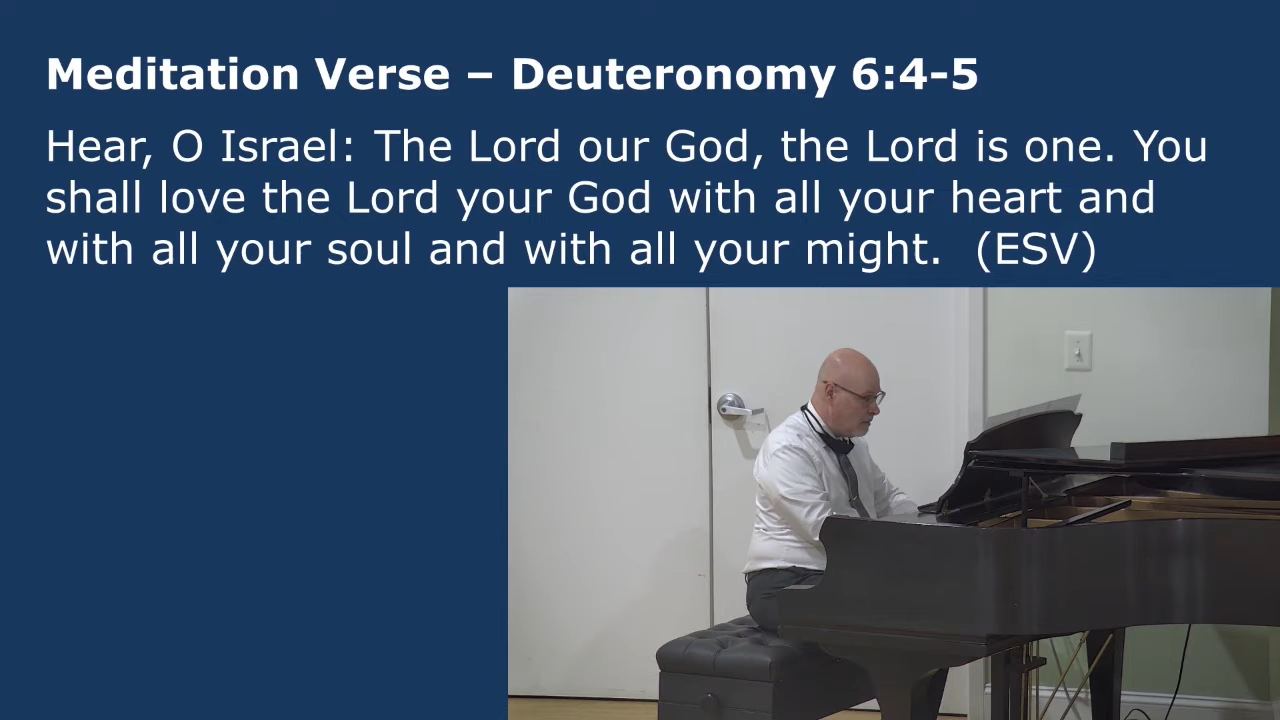 Meditation Verse – Deuteronomy 6:4-5
Hear, O Israel: The Lord our God, the Lord is one. You
shall love the Lord your God with all your heart and
with all your soul and with all your might.  (ESV)